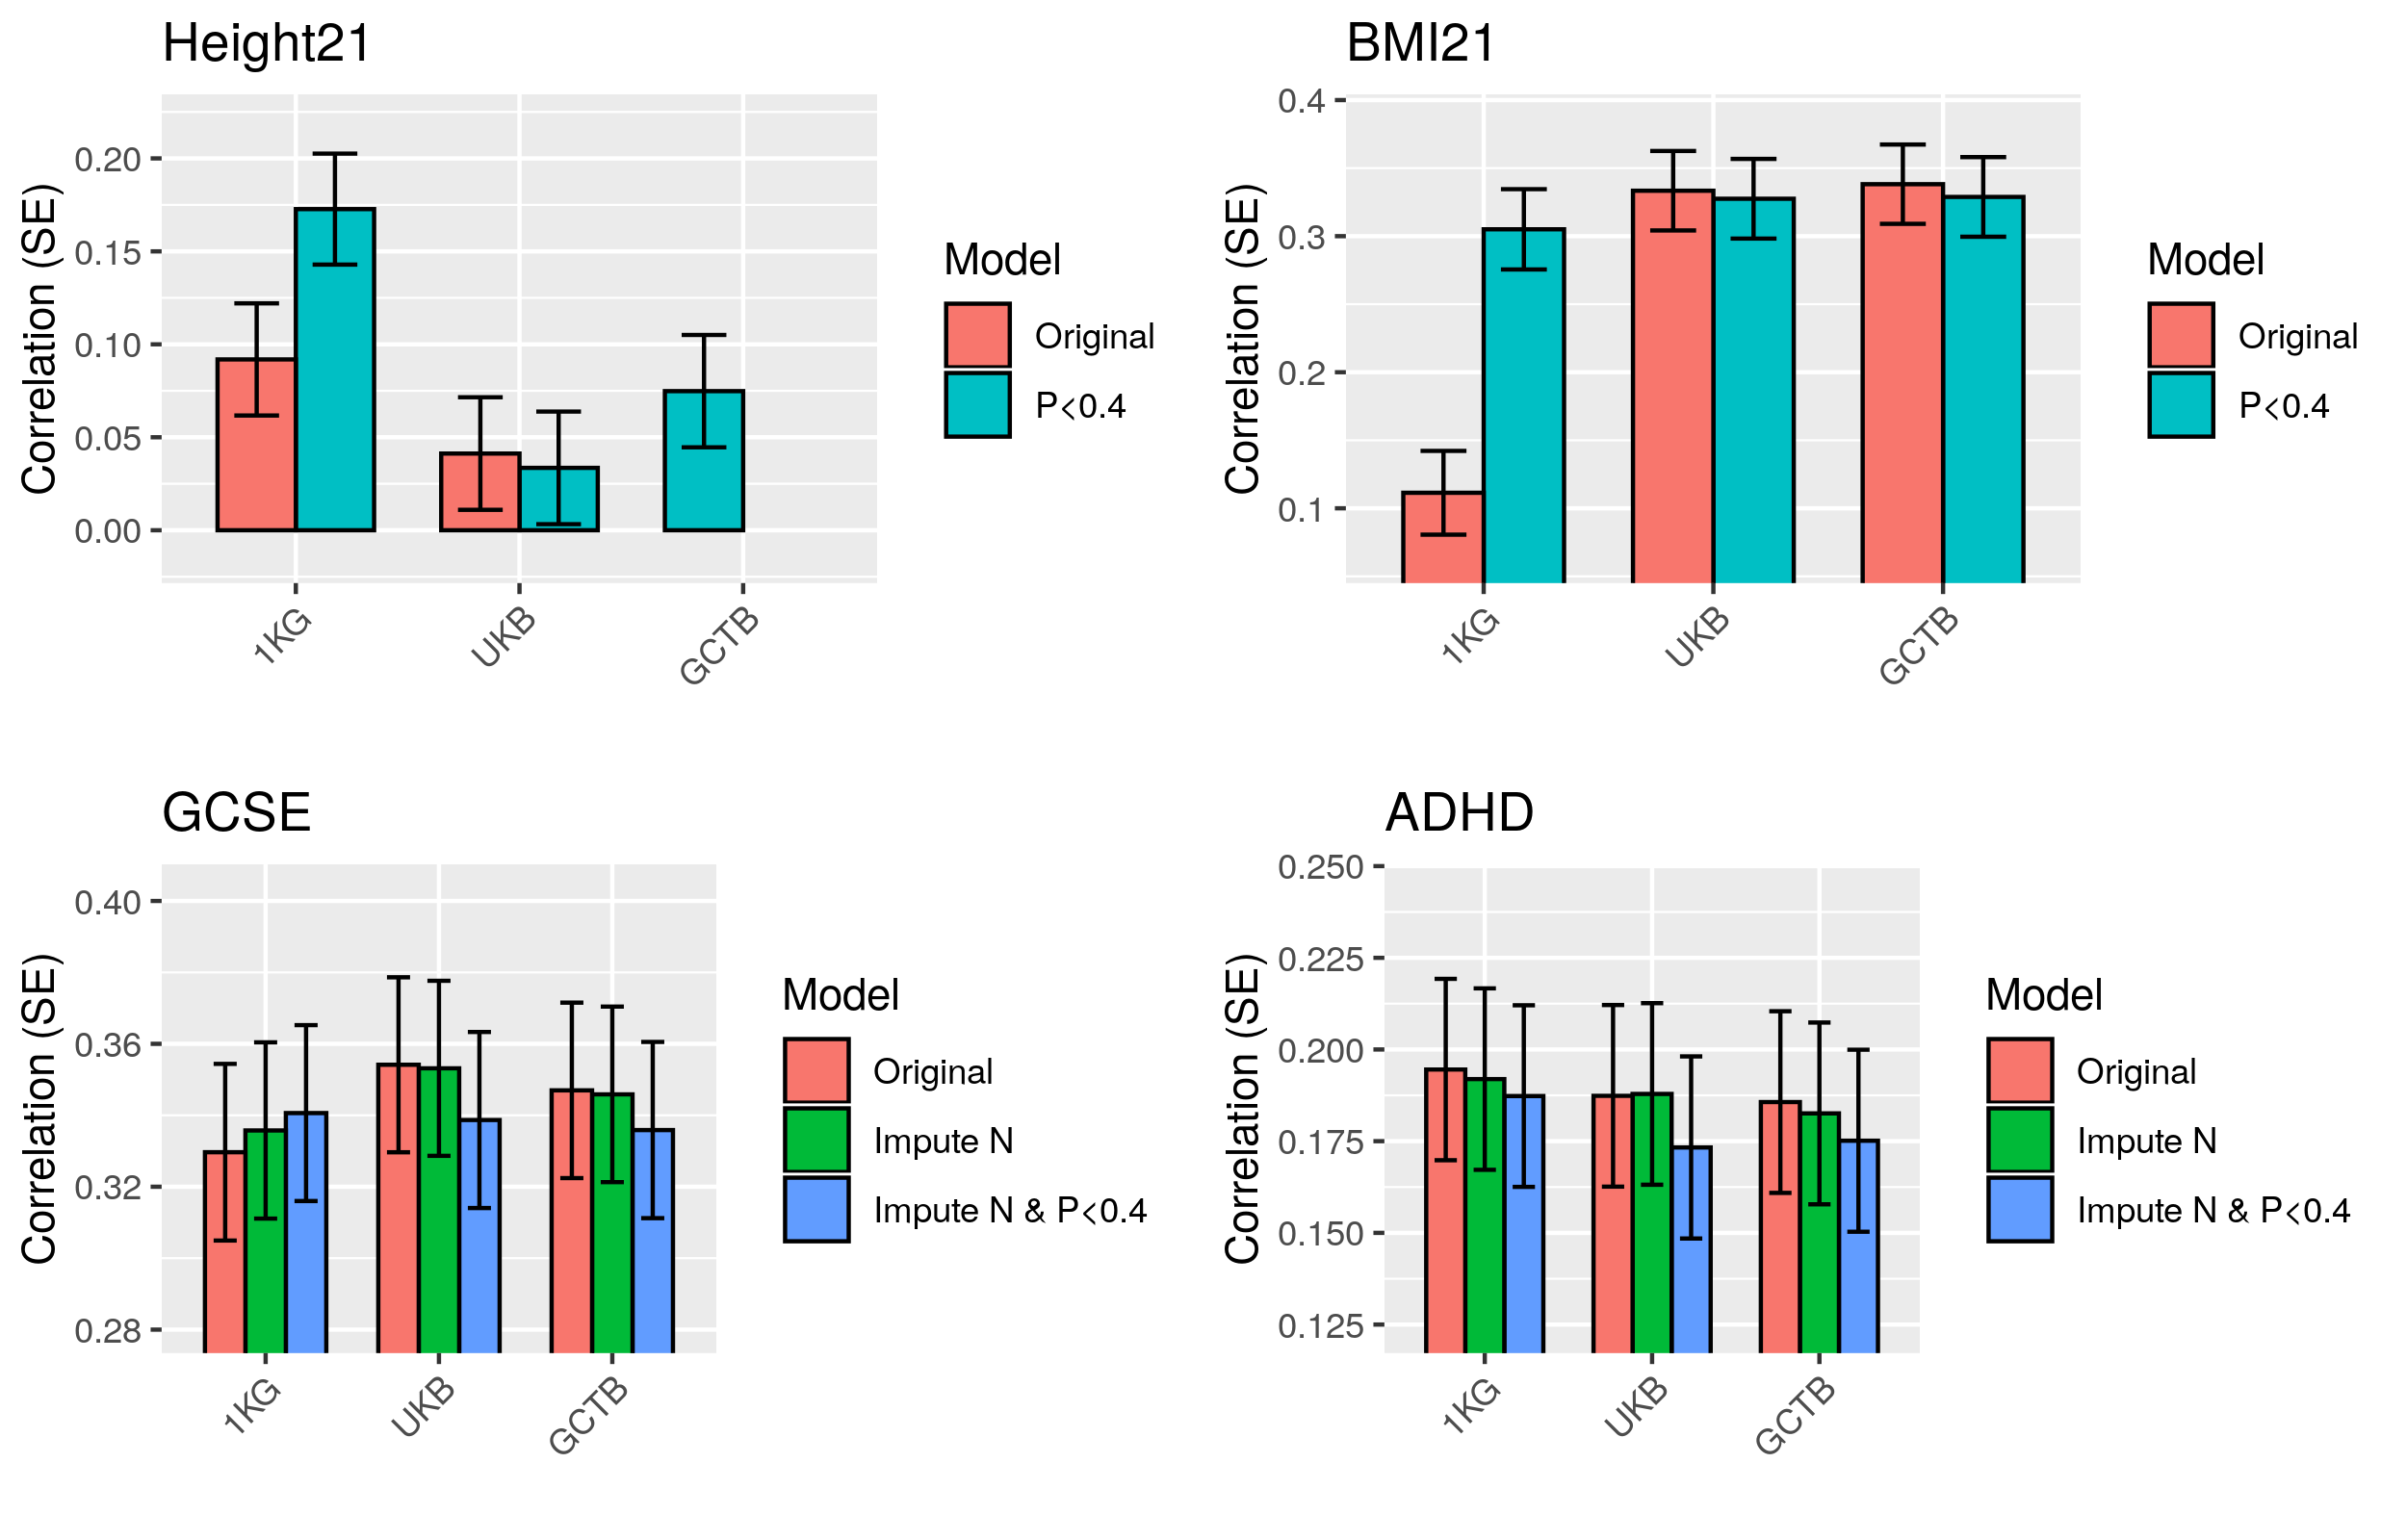 Height21
Correlation (SE)
0.20
0.15
0.10
0.05
0.00
1KG
UKB
GCTB
Model
Original
P<0.4
BMI21
Correlation (SE)
0.4
0.3
0.2
0.1
1KG
UKB
GCTB
Model
Original
P<0.4
GCSE
Correlation (SE)
0.40
0.36
0.32
0.28
1KG
UKB
GCTB
Model
Original
Impute N
Impute N & P<0.4
ADHD
Correlation (SE)
0.250
0.225
0.200
0.175
0.150
0.125
1KG
UKB
GCTB
Model
Original
Impute N
Impute N & P<0.4